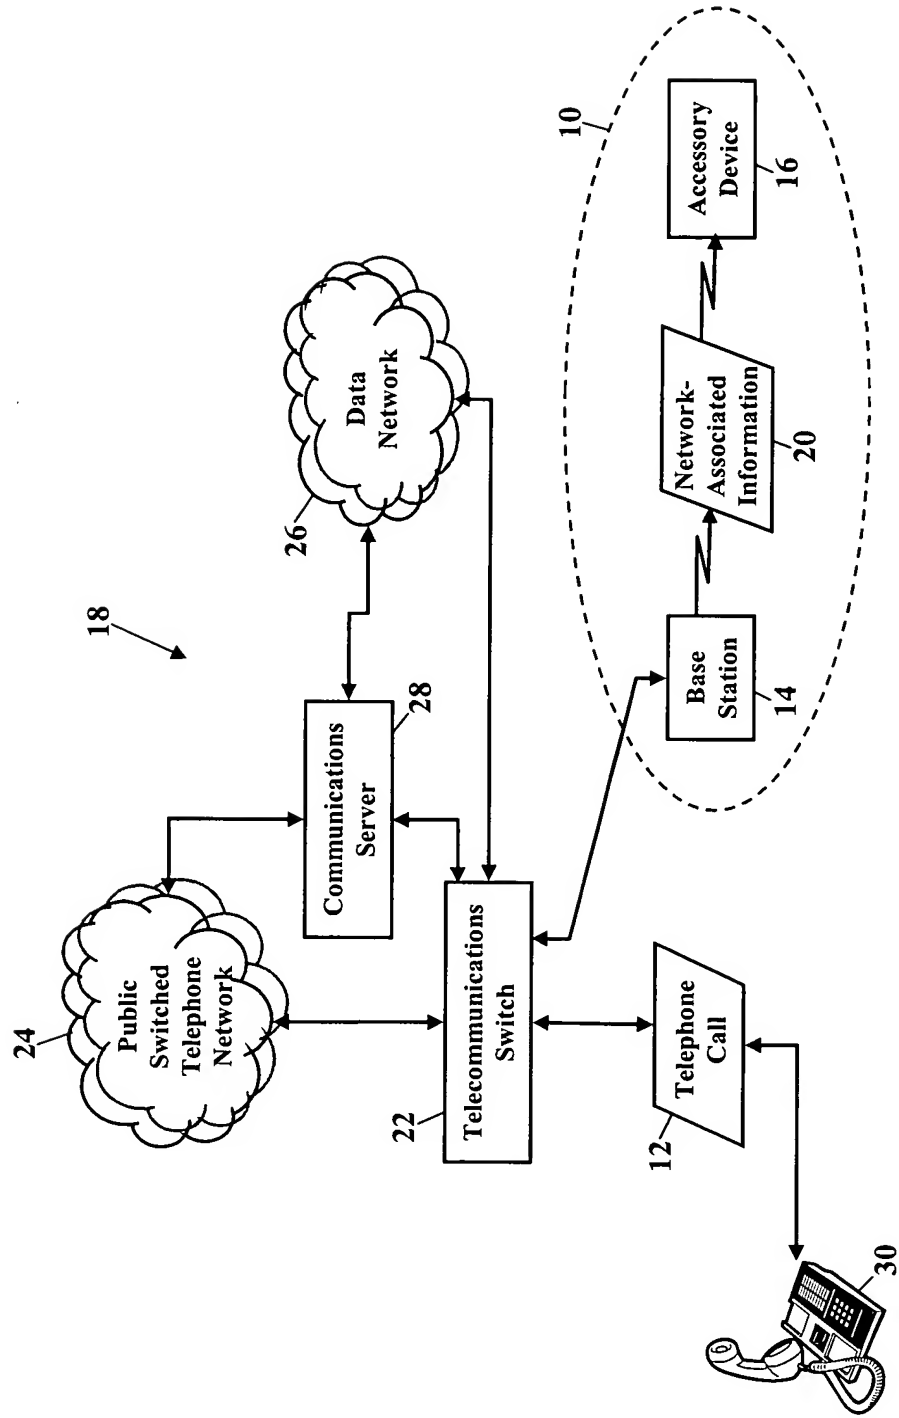 24
Public
Switched
Telephone
Network
18
26
Data
Network
Communications
Server
28
22
Telecommunications
Switch
10
12
Telephone
Call
Base
Station
14
Network-
Associated
Information
20
Accessory
Device
16
30